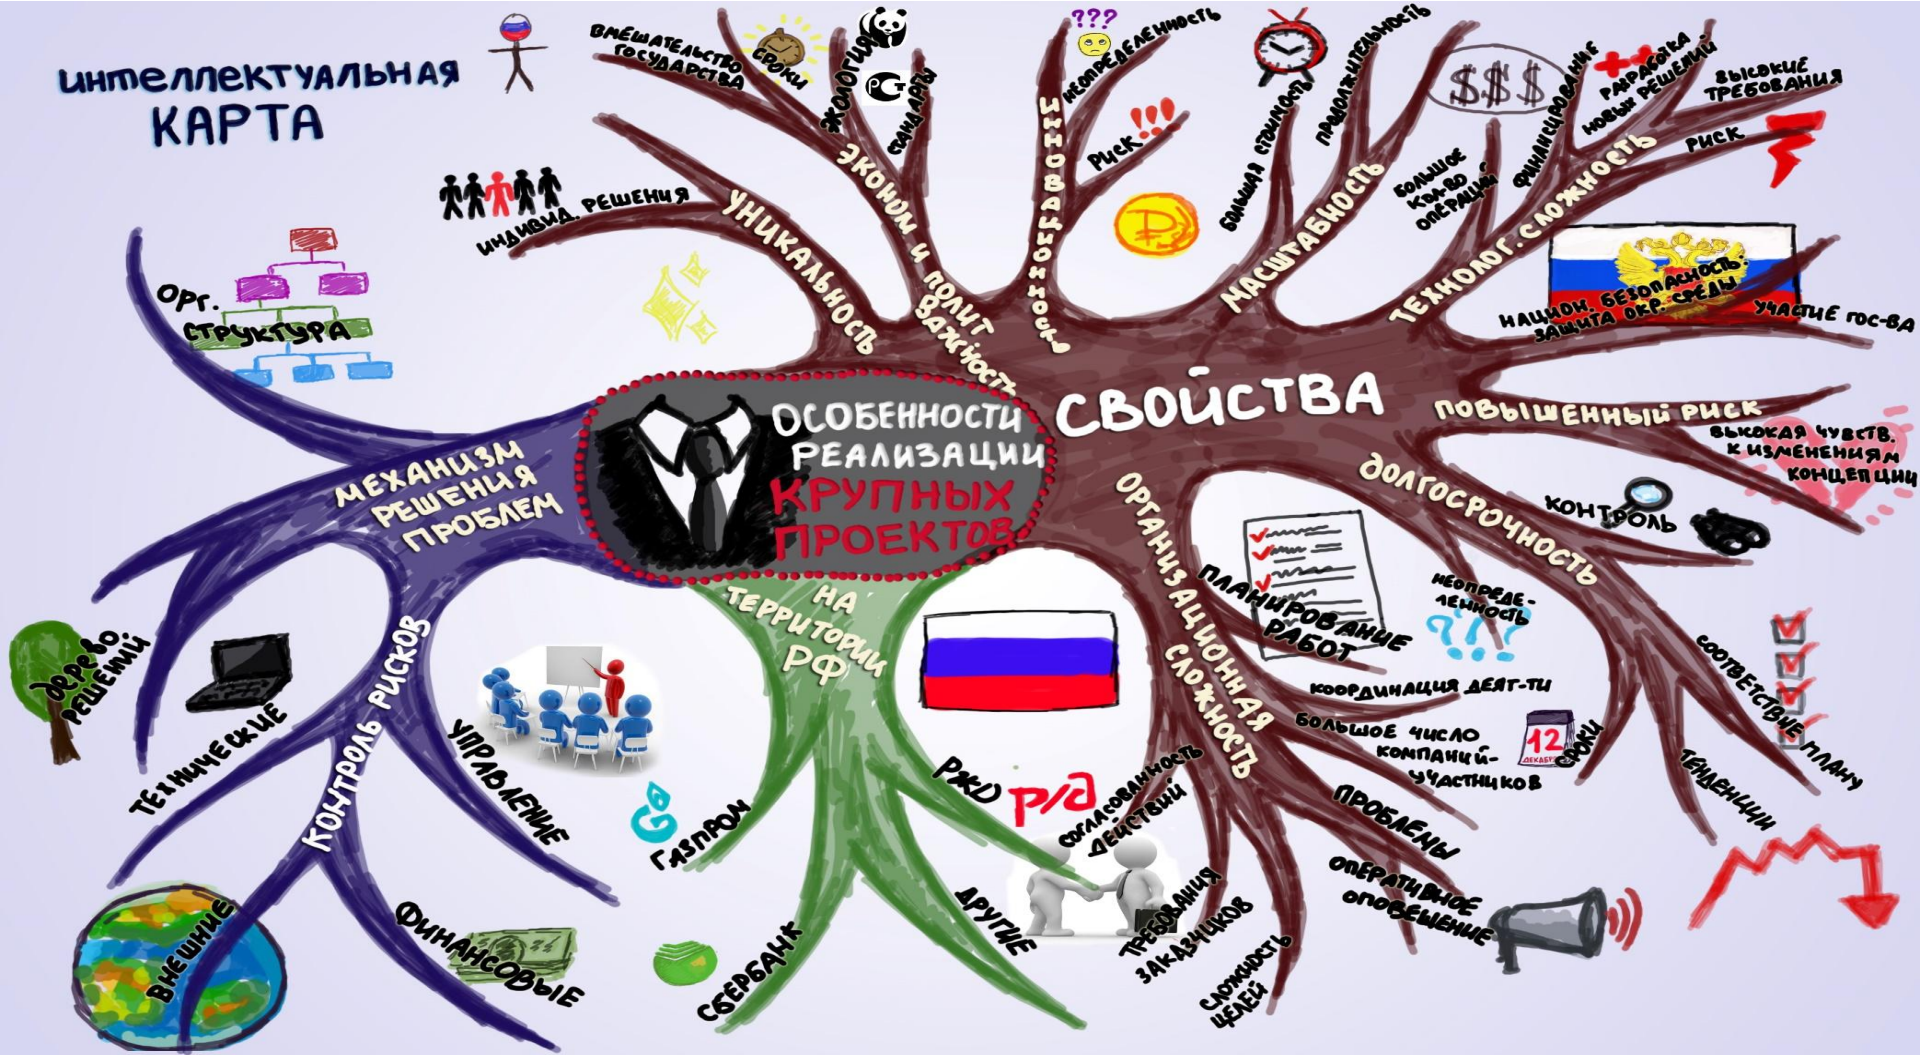 ИНТЕЛЛЕКТУАЛЬНАЯ
КАРТА
ОСОБЕННОСТИ
РЕАЛИЗАЦИИ
КРУПНЫХ
ПРОЕКТОВ
СВОЙСТВА
УНИКАЛЬНОСТЬ
ИНДИВИД. РЕШЕНИЯ
ЭКОНОМ И ПОЛИТ
ВАЖНОСТЬ
ВМЕШАТЕЛЬСТВО
ГОСУДАРСТВА
СРОКИ
ЭКОЛОГИЯ
СТАНДАРТЫ
РСТ
ИННОВАЦИОННОСТЬ
???
НЕОПРЕДЕЛЕННОСТЬ
РИСК
!!!
МАСШТАБНОСТЬ
БОЛЬШАЯ СТОИМОСТЬ
ПРОДОЛЖИТЕЛЬНОСТЬ
$$$
ТЕХНОЛОГ. СЛОЖНОСТЬ
БОЛЬШОЕ
КОЛ-ВО
ОПЕРАЦИЙ
ФИНАНСИРОВАНИЕ
РАЗРАБОТКА
НОВЫХ РЕШЕНИЙ
ВЫСОКИЕ
ТРЕБОВАНИЯ
РИСК
НАЦИОН. БЕЗОПАСНОСТЬ.
ЗАЩИТА ОКР. СРЕДЫ
УЧАСТИЕ ГОС-ВА
ПОВЫШЕННЫЙ РИСК
ВЫСОКАЯ ЧУВСТВ.
К ИЗМЕНЕНИЯМ
КОНЦЕПЦИИ
ДОЛГОСРОЧНОСТЬ
КОНТРОЛЬ
НЕОПРЕДЕ-
ЛЕННОСТЬ
?!?
СООТВЕТСТВИЕ ПЛАНУ
ТЕНДЕНЦИИ
СРОКИ
12
ДЕКАБРЬ
ОРГАНИЗАЦИОННАЯ
СЛОЖНОСТЬ
ПЛАНИРОВАНИЕ
РАБОТ
КООРДИНАЦИЯ ДЕЯТ-ТИ
БОЛЬШОЕ ЧИСЛО
КОМПАНИЙ-
УЧАСТНИКОВ
ПРОБЛЕМЫ
ОПЕРАТИВНОЕ
ОПОВЕЩЕНИЕ
СОГЛАСОВАННОСТЬ
ДЕЙСТВИЙ
ТРЕБОВАНИЯ
ЗАКАЗЧИКОВ
СЛОЖНОСТЬ
ЦЕЛЕЙ
НА
ТЕРРИТОРИИ
РФ
ГАЗПРОМ
СБЕРБАНК
РЖД
ДРУГИЕ
МЕХАНИЗМ
РЕШЕНИЯ
ПРОБЛЕМ
ОРГ.
СТРУКТУРА
ДЕРЕВО
РЕШЕНИЙ
КОНТРОЛЬ РИСКОВ
ТЕХНИЧЕСКИЕ
УПРАВЛЕНИЕ
ВНЕШНИЕ
ФИНАНСОВЫЕ